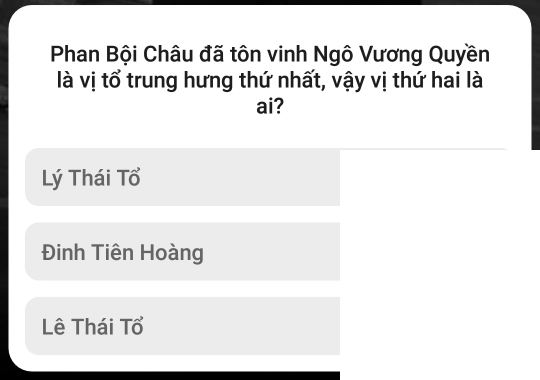 Phan Bội Châu đã tôn vinh Ngô Vương Quyền
là vị tổ trung hưng thứ nhất, vậy vị thứ hai là
ai?
Lý Thái Tổ
Đinh Tiên Hoàng
Lê Thái Tổ